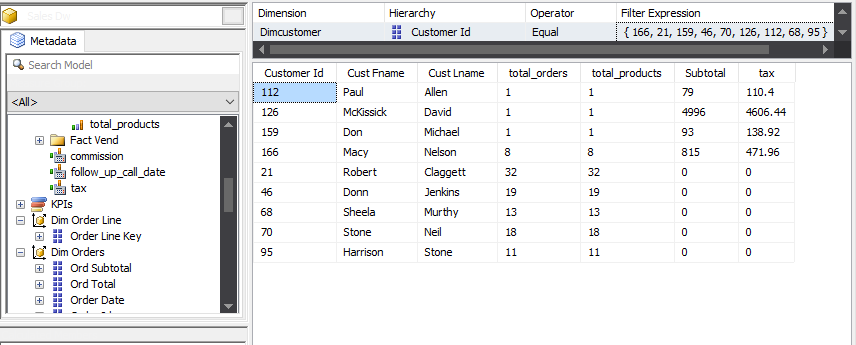 Sales Dw
Metadata
Search Model
<All>
total_products
Fact Vend
commission
follow_up_call_date
tax
KPIs
Dim Order Line
Order Line Key
Dim Orders
Ord Subtotal
Ord Total
Order Date
Dimension Hierarchy Operator Filter Expression
Dimcustomer Customer Id Equal { 166, 21, 159, 46, 70, 126, 112, 68, 95 }
Customer Id Cust Fname Cust Lname total_orders total_products Subtotal tax
112 Paul Allen 1 1 79 110.4
126 McKissick David 1 1 4996 4606.44
159 Don Michael 1 1 93 138.92
166 Macy Nelson 8 8 815 471.96
21 Robert Claggett 32 32 0 0
46 Donn Jenkins 19 19 0 0
68 Sheela Murthy 13 13 0 0
70 Stone Neil 18 18 0 0
95 Harrison Stone 11 11 0 0